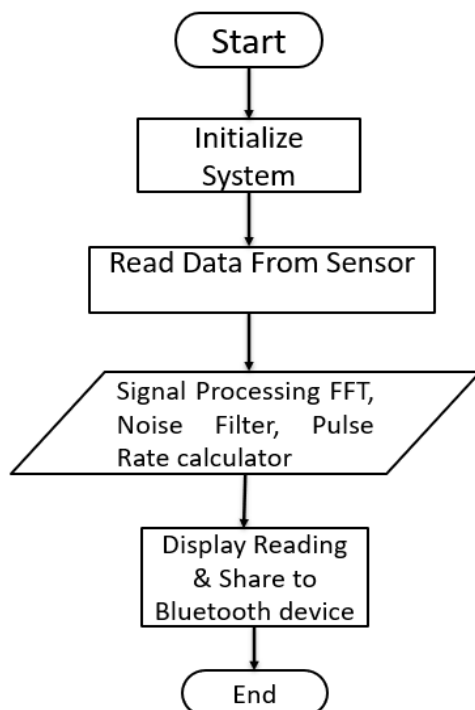 Start
Initialize
System
Read Data From Sensor
Signal Processing FFT,
Noise Filter, Pulse
Rate calculator
Display Reading
& Share to
Bluetooth device
End